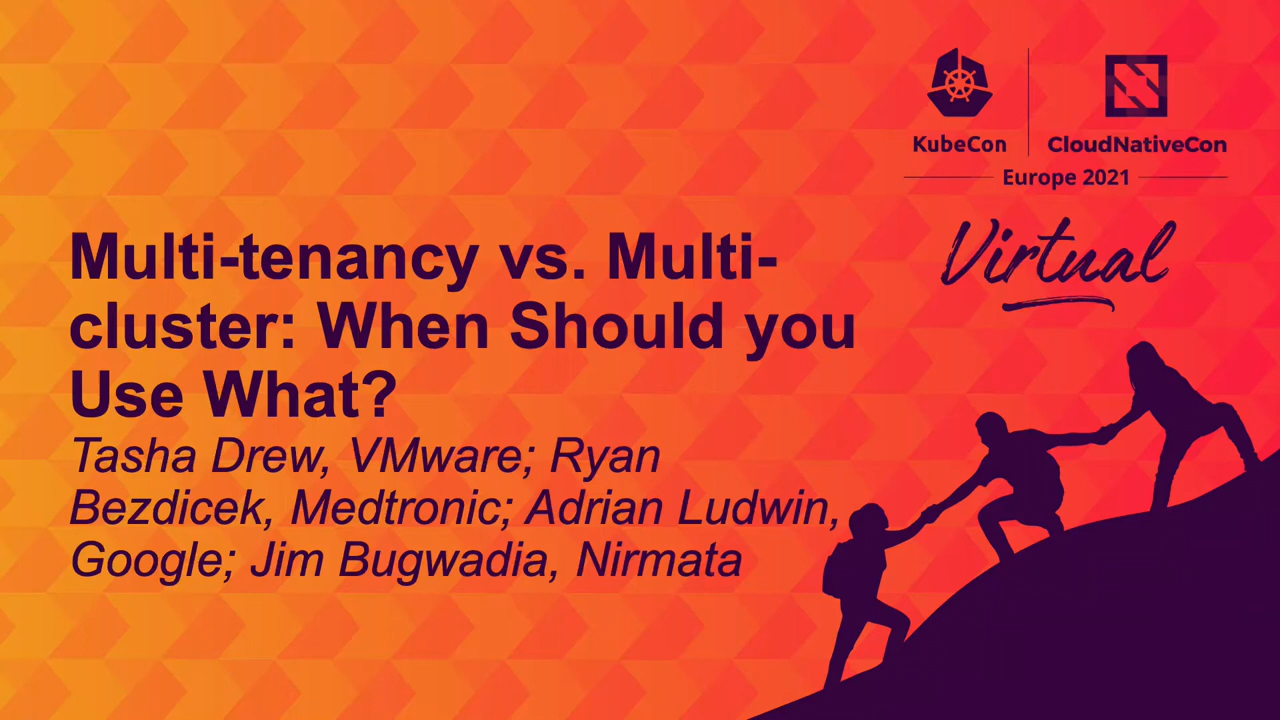 KubeCon
CloudNativeCon
Europe 2021
Virtual
Multi-tenancy vs. Multi-
cluster: When Should you
Use What?
Tasha Drew, VMware; Ryan
Bezdicek, Medtronic; Adrian Ludwin,
Google; Jim Bugwadia, Nirmata